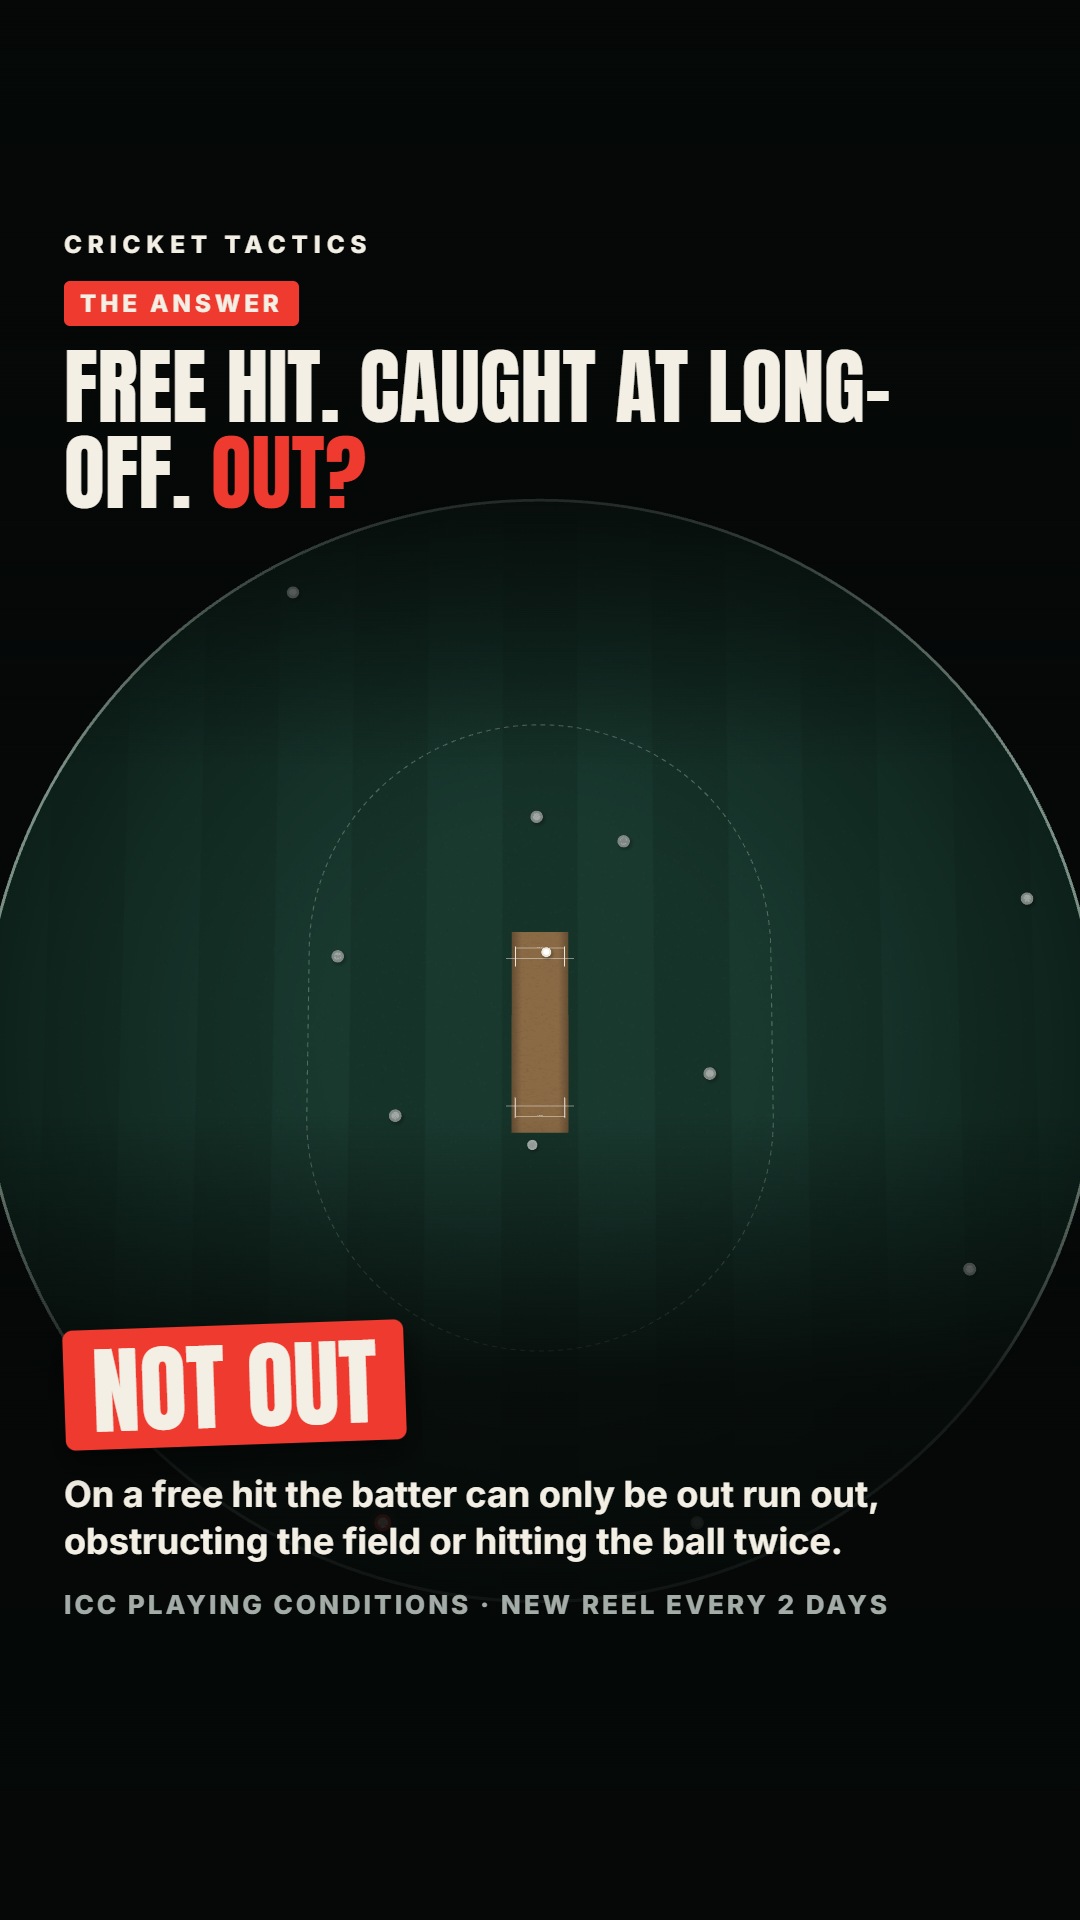 CRICKET TACTICS
THE ANSWER
FREE HIT. CAUGHT AT LONG-
OFF. OUT?
NOT OUT
On a free hit the batter can only be out run out,
obstructing the field or hitting the ball twice.
ICC PLAYING CONDITIONS · NEW REEL EVERY 2 DAYS